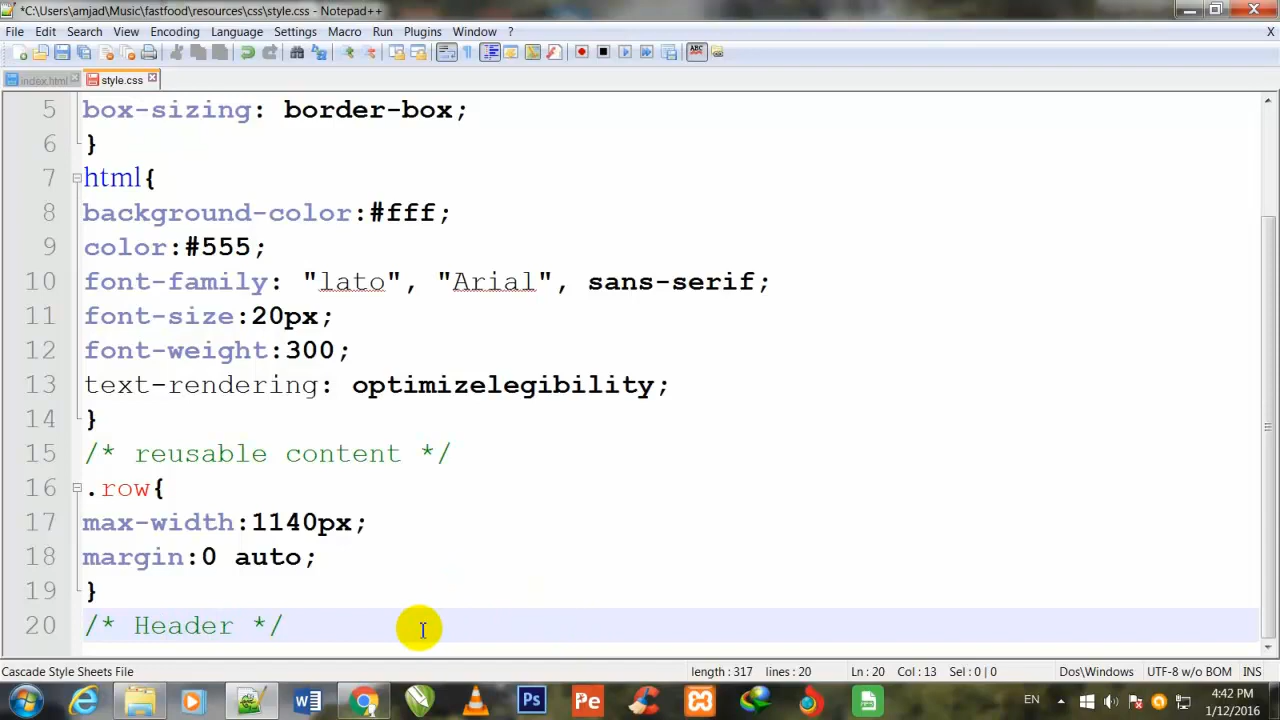 *C:\Users\amjad\Music\fastfood\resources\css\style.css - Notepad++
File Edit Search View Encoding Language Settings Macro Run Plugins Window ? X
index.html style.css
5 box-sizing: border-box;
6 }
7 html{
8 background-color:#fff;
9 color:#555;
10 font-family: "lato", "Arial", sans-serif;
11 font-size:20px;
12 font-weight:300;
13 text-rendering: optimizelegibility;
14 }
15 /* reusable content */
16 .row{
17 max-width:1140px;
18 margin:0 auto;
19 }
20 /* Header */
Cascade Style Sheets File length : 317 lines : 20 Ln : 20 Col : 13 Sel : 0 | 0 Dos\Windows UTF-8 w/o BOM INS
Ps Pe EN 4:42 PM
1/12/2016